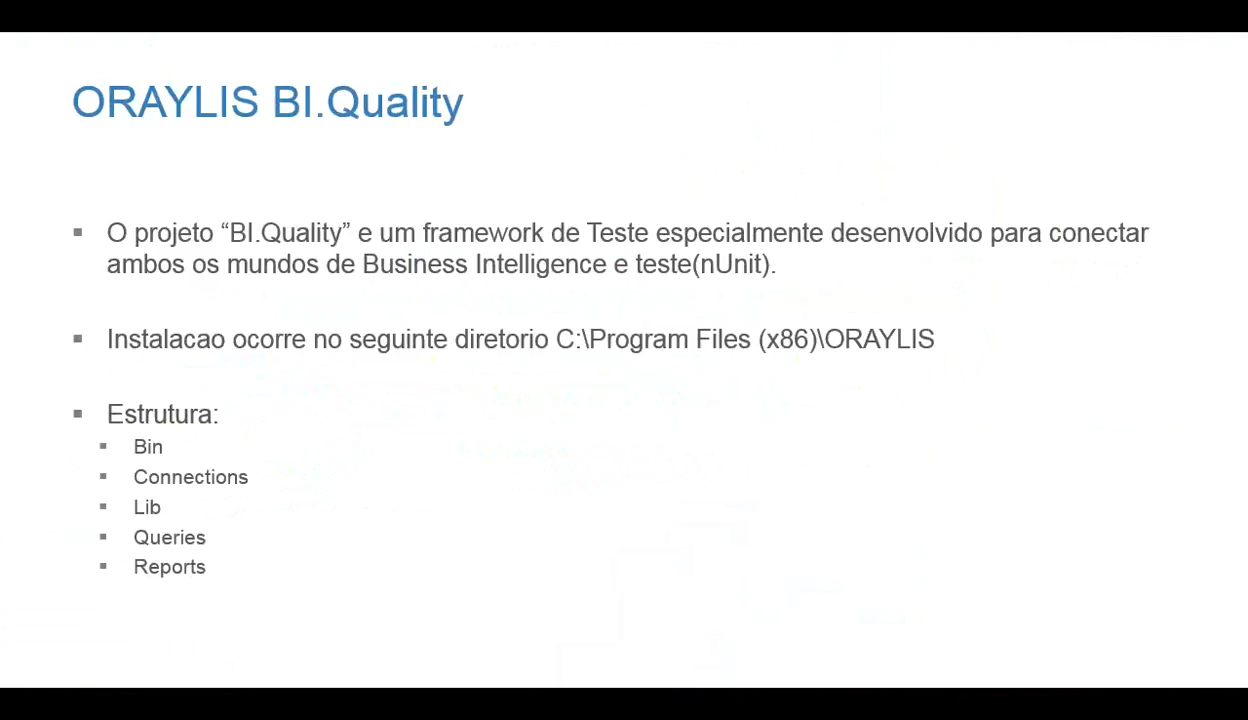 ORAYLIS BI.Quality
▪ O projeto “BI.Quality” e um framework de Teste especialmente desenvolvido para conectar
ambos os mundos de Business Intelligence e teste(nUnit).
▪ Instalacao ocorre no seguinte diretorio C:\Program Files (x86)\ORAYLIS
▪ Estrutura:
▪ Bin
▪ Connections
▪ Lib
▪ Queries
▪ Reports